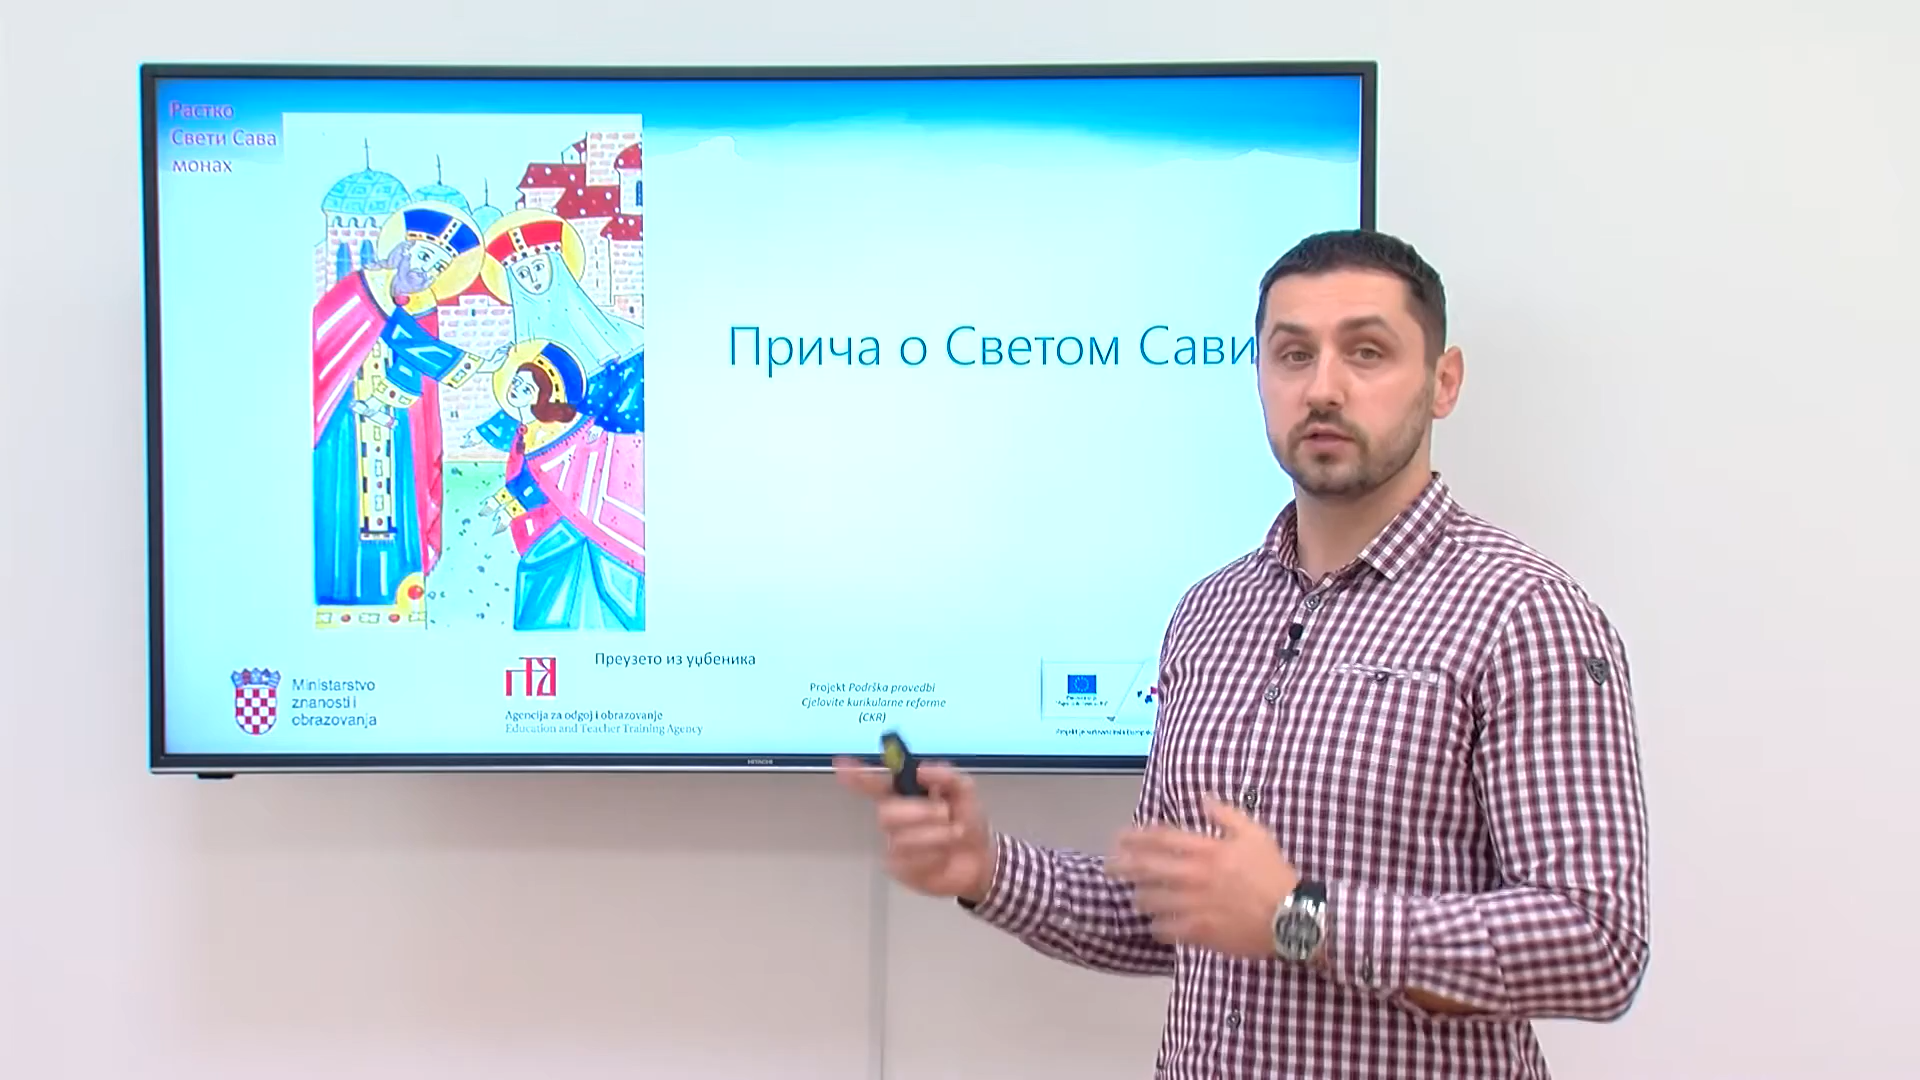 Растко
Свети Сава
монах
Прича о Светом Сави
Преузето из уџбеника
Ministarstvo
znanosti i
obrazovanja
Agencija za odgoj i obrazovanje
Education and Teacher Training Agency
Projekt Podrška provedbi
Cjelovite kurikularne reforme
(CKR)
HITACHI